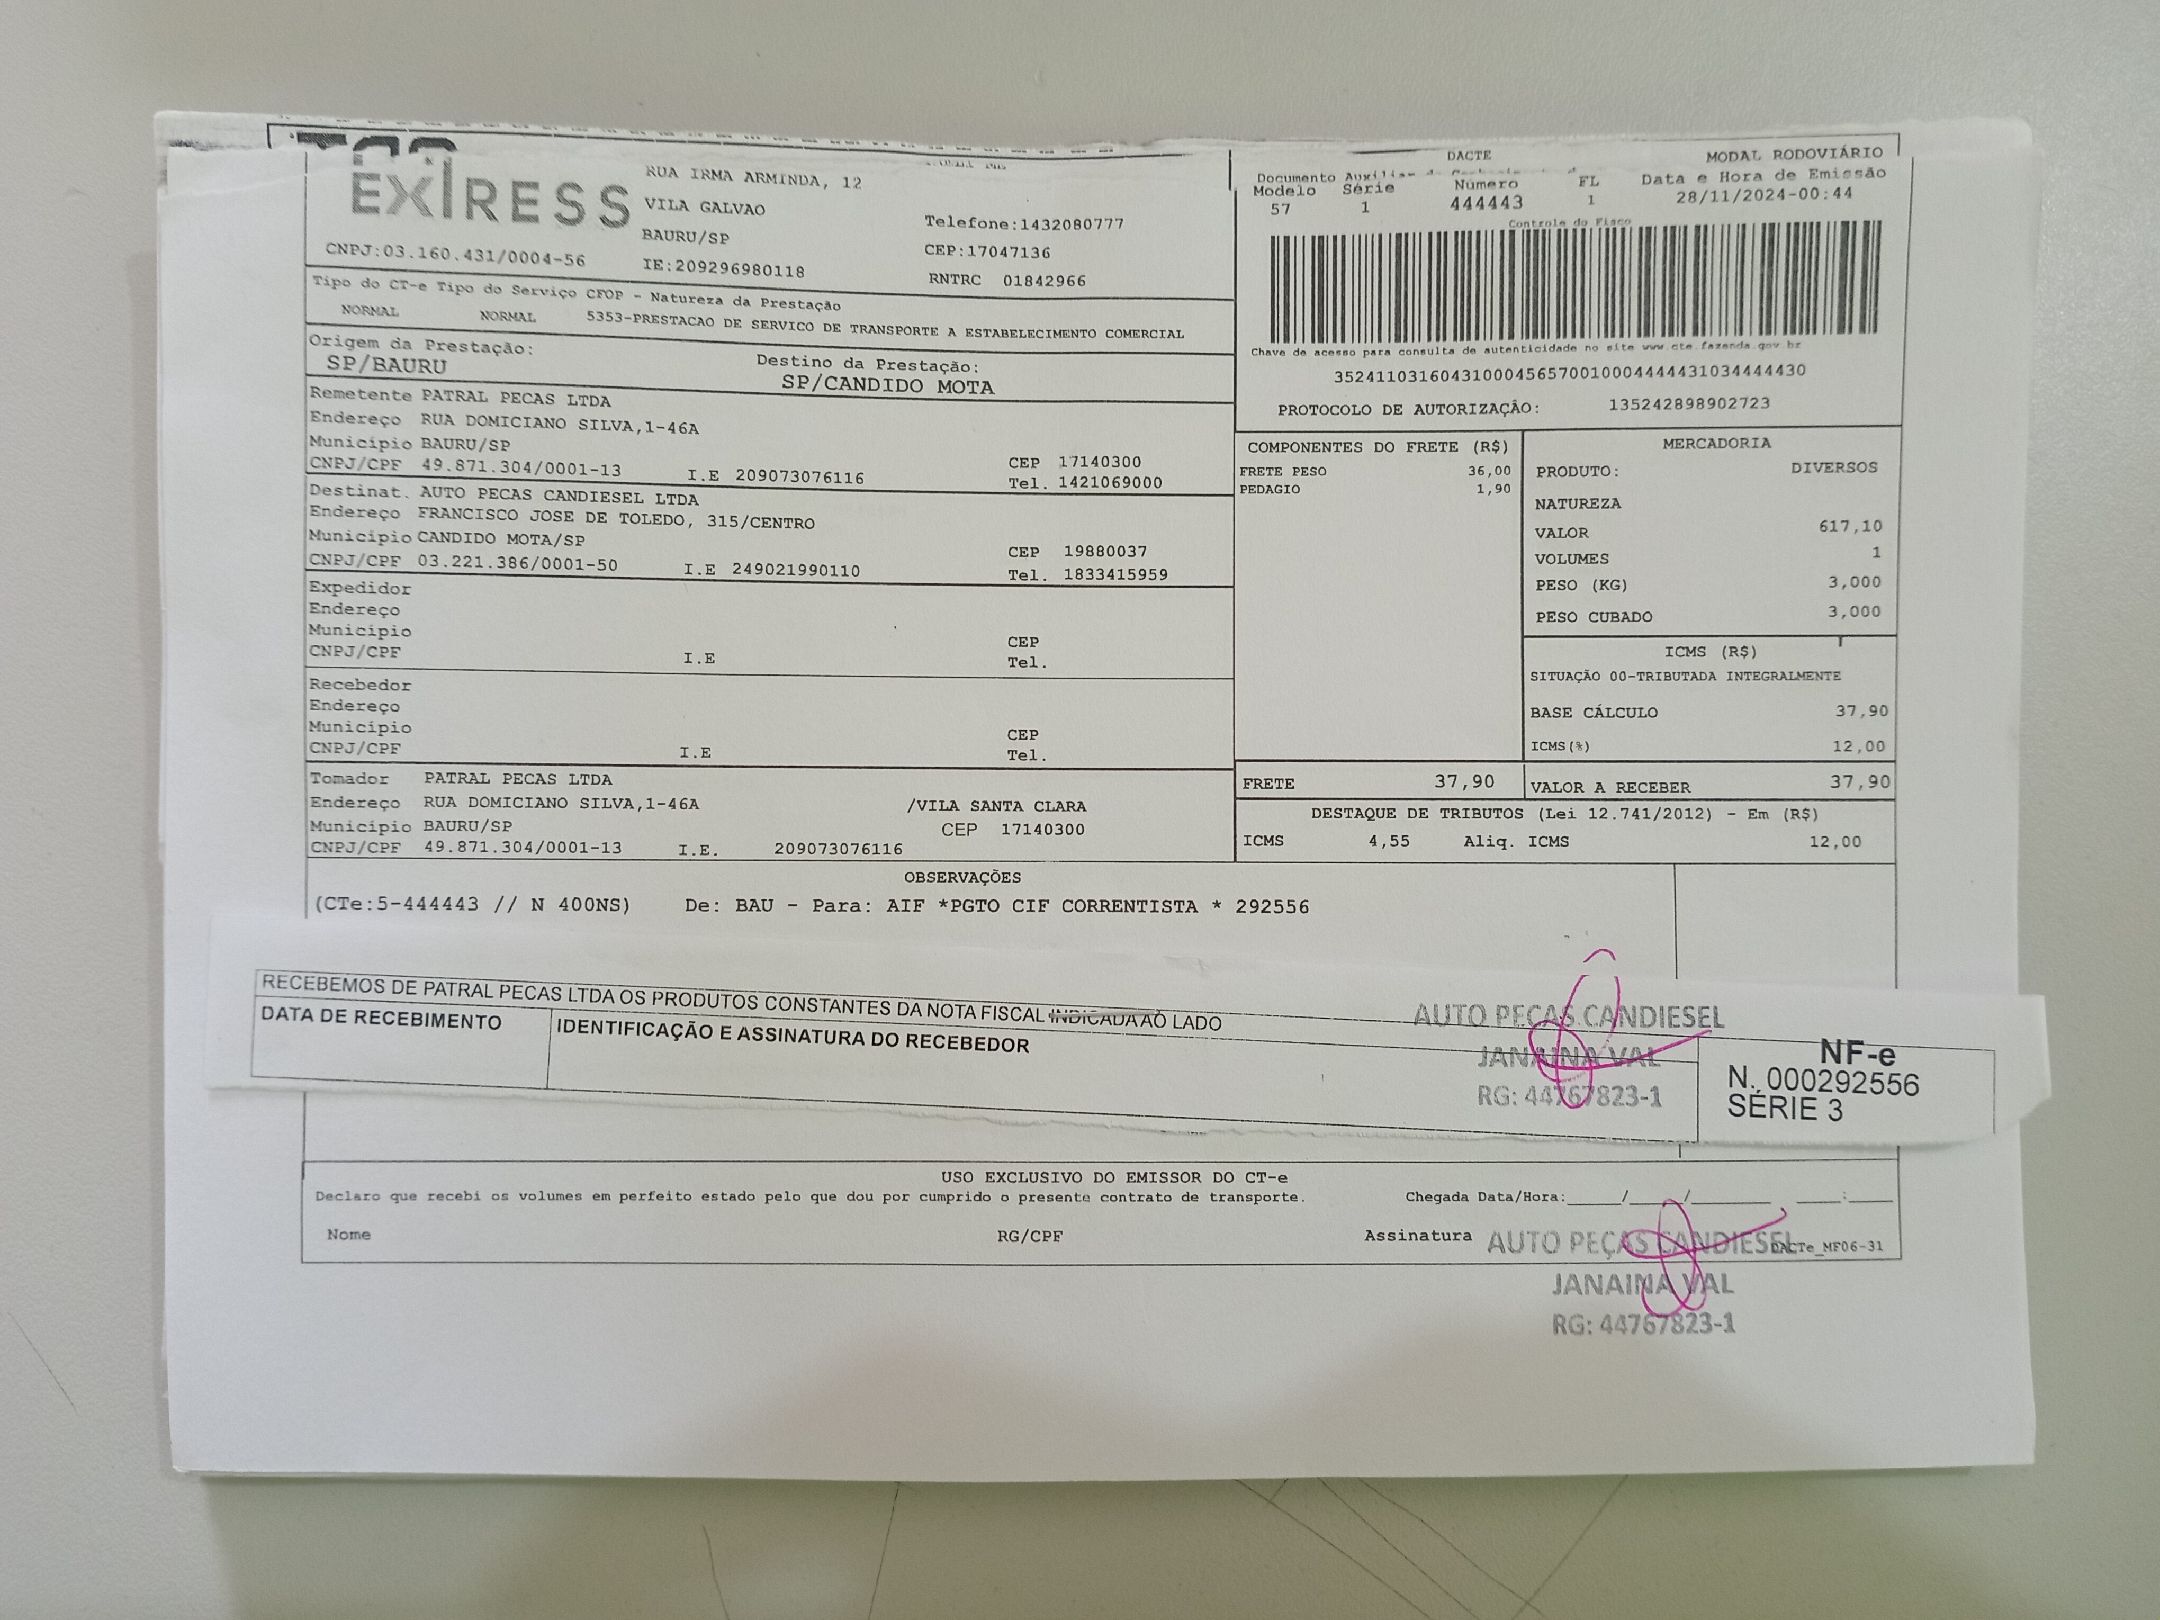 EXPRESS
RUA IRMA ARMINDA, 12
VILA GALVAO
BAURU/SP
IE:209296980118
Telefone:1432080777
CEP:17047136
RNTRC 01842966
CNPJ:03.160.431/0004-56
DACTE
MODAL RODOVIÁRIO
Documento
Modelo Série Número FL Data e Hora de Emissão
57 1 444443 1 28/11/2024-00:44
Controle do Fisco
Chave de acesso para consulta de autenticidade no site www.cte.fazenda.gov.br
35241103160431000456570010004444431034444430
PROTOCOLO DE AUTORIZAÇÃO: 135242898902723
Tipo do CT-e Tipo do Serviço CFOP - Natureza da Prestação
NORMAL NORMAL 5353-PRESTACAO DE SERVICO DE TRANSPORTE A ESTABELECIMENTO COMERCIAL
Origem da Prestação:
SP/BAURU
Destino da Prestação:
SP/CANDIDO MOTA
Remetente PATRAL PECAS LTDA
Endereço RUA DOMICIANO SILVA,1-46A
Município BAURU/SP CEP 17140300
CNPJ/CPF 49.871.304/0001-13 I.E 209073076116 Tel. 1421069000
Destinat. AUTO PECAS CANDIESEL LTDA
Endereço FRANCISCO JOSE DE TOLEDO, 315/CENTRO
Município CANDIDO MOTA/SP CEP 19880037
CNPJ/CPF 03.221.386/0001-50 I.E 249021990110 Tel. 1833415959
Expedidor
Endereço
Município CEP
CNPJ/CPF I.E Tel.
Recebedor
Endereço
Município CEP
CNPJ/CPF I.E Tel.
Tomador PATRAL PECAS LTDA
Endereço RUA DOMICIANO SILVA,1-46A /VILA SANTA CLARA
Município BAURU/SP CEP 17140300
CNPJ/CPF 49.871.304/0001-13 I.E. 209073076116
COMPONENTES DO FRETE (R$)
FRETE PESO 36,00
PEDAGIO 1,90
MERCADORIA
PRODUTO: DIVERSOS
NATUREZA
VALOR 617,10
VOLUMES 1
PESO (KG) 3,000
PESO CUBADO 3,000
ICMS (R$)
SITUAÇÃO 00-TRIBUTADA INTEGRALMENTE
BASE CÁLCULO 37,90
ICMS(%) 12,00
FRETE 37,90 VALOR A RECEBER 37,90
DESTAQUE DE TRIBUTOS (Lei 12.741/2012) - Em (R$)
ICMS 4,55 Aliq. ICMS 12,00
OBSERVAÇÕES
(CTe:5-444443 // N 400NS) De: BAU - Para: AIF *PGTO CIF CORRENTISTA * 292556
RECEBEMOS DE PATRAL PECAS LTDA OS PRODUTOS CONSTANTES DA NOTA FISCAL INDICADA AO LADO
DATA DE RECEBIMENTO
IDENTIFICAÇÃO E ASSINATURA DO RECEBEDOR
AUTO PEÇAS CANDIESEL
JANAINA VAL
RG: 44767823-1
NF-e
N. 000292556
SÉRIE 3
USO EXCLUSIVO DO EMISSOR DO CT-e
Declaro que recebi os volumes em perfeito estado pelo que dou por cumprido o presente contrato de transporte. Chegada Data/Hora:____/____/______ ___:___
Nome RG/CPF Assinatura
AUTO PEÇAS CANDIESEL
DACTe_MF06-31
JANAINA VAL
RG: 44767823-1